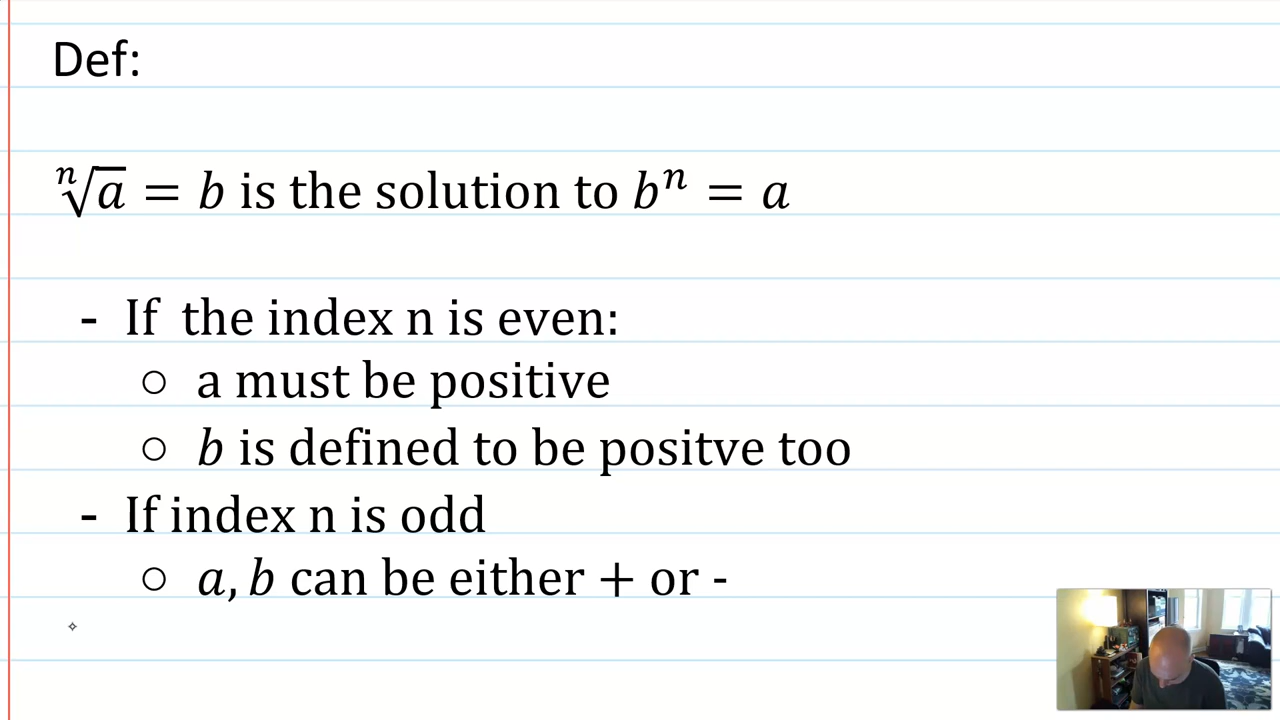 Def:
ⁿ√a = b is the solution to bⁿ = a
- If the index n is even:
○ a must be positive
○ b is defined to be positve too
- If index n is odd
○ a, b can be either + or -